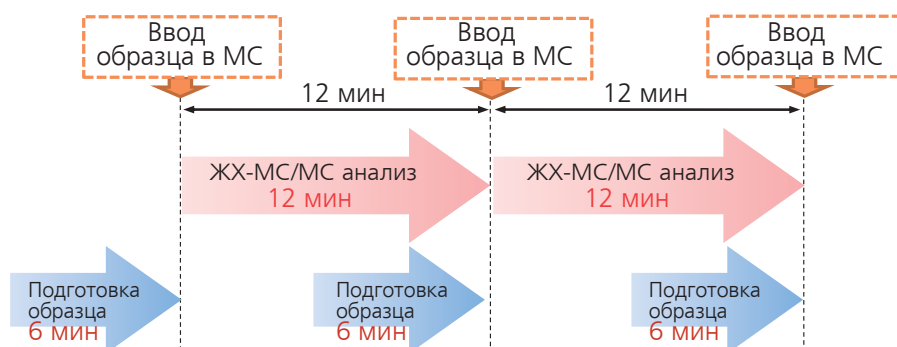 Ввод
образца в МС
Ввод
образца в МС
Ввод
образца в МС
12 мин
12 мин
ЖХ-МС/МС анализ
12 мин
ЖХ-МС/МС анализ
12 мин
Подготовка
образца
6 мин
Подготовка
образца
6 мин
Подготовка
образца
6 мин